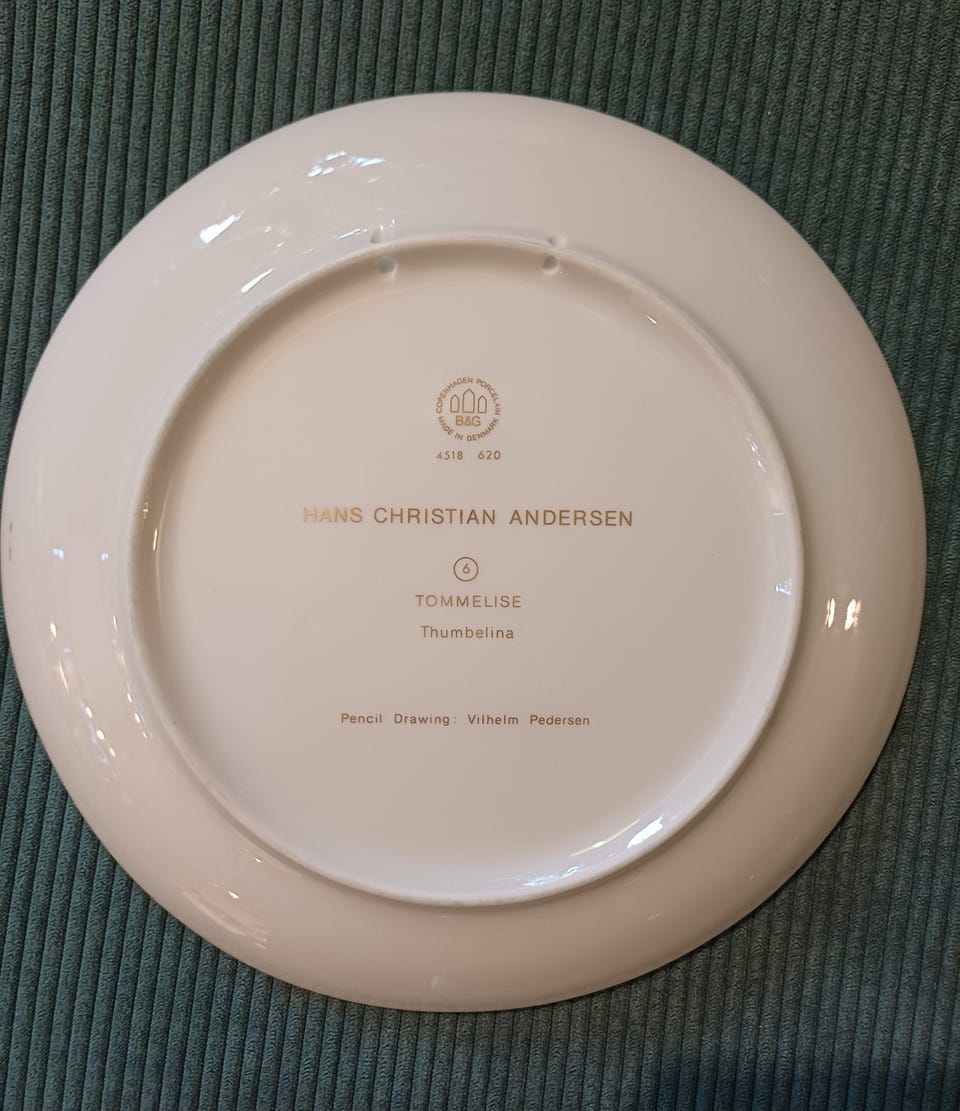 COPENHAGEN PORCELAIN
B&G
MADE IN DENMARK
4518 620
HANS CHRISTIAN ANDERSEN
6
TOMMELISE
Thumbelina
Pencil Drawing: Vilhelm Pedersen